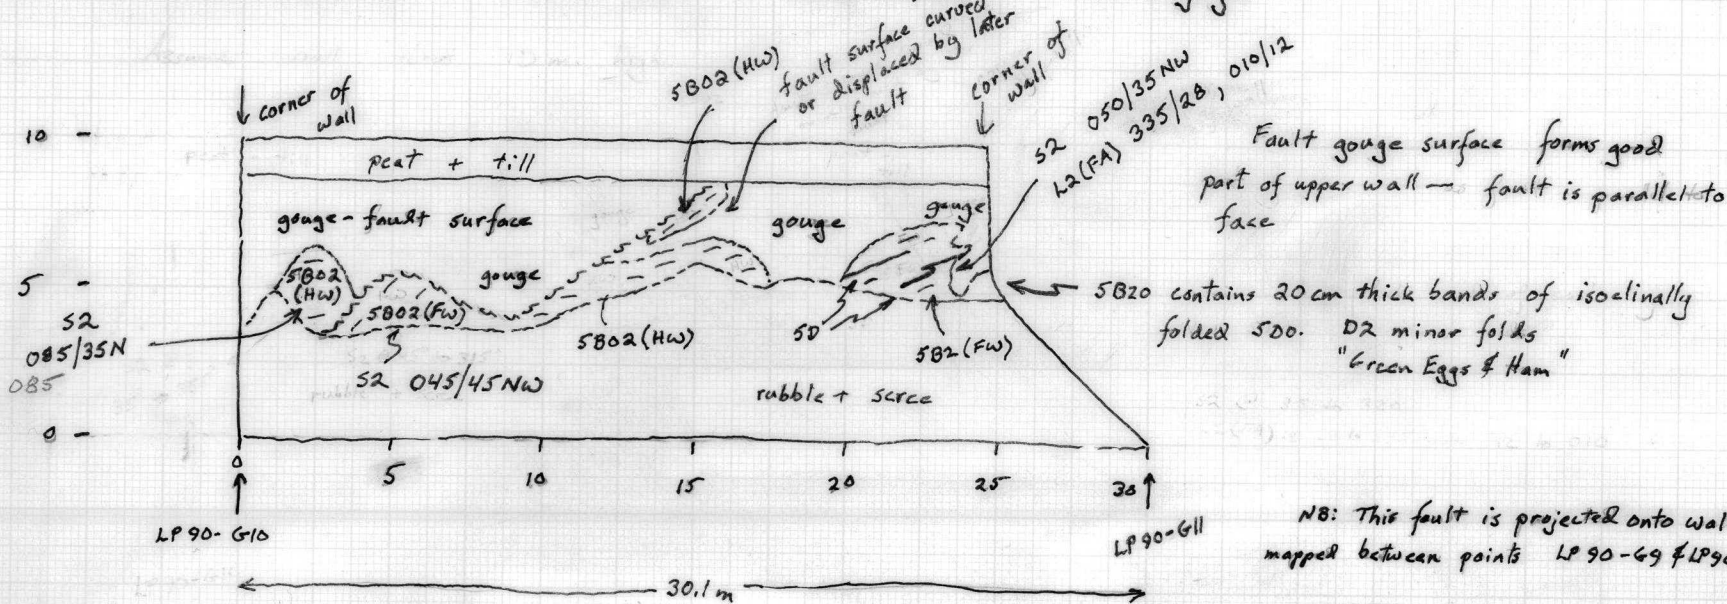 5B02 (HW)
fault surface curved
or displaced by later
fault
corner of
wall
S2 050/35 NW
L2 (FA) 335/28, 010/12
corner of
wall
10
peat + till
gouge - fault surface
gouge
gouge
gouge
Fault gouge surface forms good
part of upper wall — fault is parallel to
face
5
5B02
(HW)
5B02 (FW)
5B02 (HW)
5D
5B2 (FW)
S2
085/35N
085
S2 045/45 NW
rubble + scree
5B20 contains 20 cm thick bands of isoclinally
folded 5D0. D2 minor folds
"Green Eggs & Ham"
0
0 5 10 15 20 25 30
LP 90-G10
LP 90-G11
30.1 m
NB: This fault is projected onto wal
mapped between points LP 90-G9 & LP 90